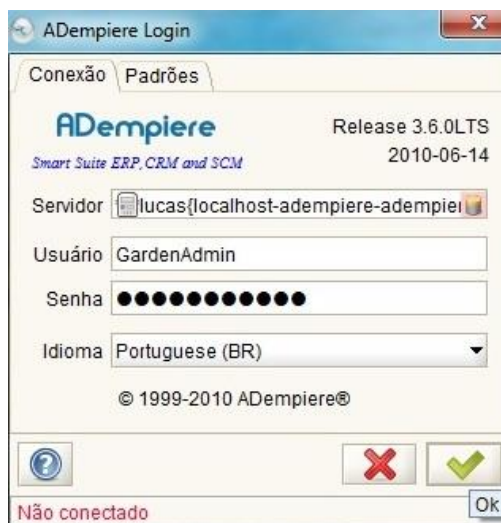 ADempiere Login
Conexão Padrões
ADempiere
Release 3.6.0LTS
Smart Suite ERP, CRM and SCM
2010-06-14
Servidor lucas{localhost-adempiere-adempier
Usuário GardenAdmin
Senha ●●●●●●●●●●●
Idioma Portuguese (BR)
© 1999-2010 ADempiere®
Não conectado
Ok